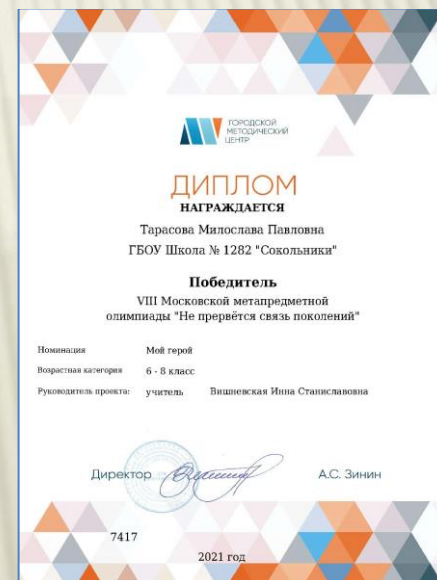 ГОРОДСКОЙ
МЕТОДИЧЕСКИЙ
ЦЕНТР
ДИПЛОМ
НАГРАЖДАЕТСЯ
Тарасова Милослава Павловна
ГБОУ Школа № 1282 "Сокольники"
Победитель
VIII Московской метапредметной
олимпиады "Не прервётся связь поколений"
Номинация Мой герой
Возрастная категория 6 - 8 класс
Руководитель проекта: учитель Вишневская Инна Станиславовна
Директор А.С. Зинин
7417
2021 год